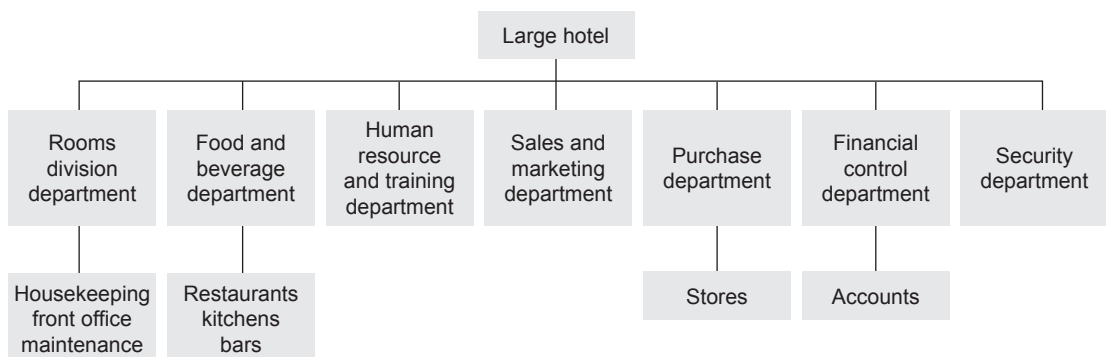 Large hotel
Rooms
division
department
Food and
beverage
department
Human
resource
and training
department
Sales and
marketing
department
Purchase
department
Financial
control
department
Security
department
Housekeeping
front office
maintenance
Restaurants
kitchens
bars
Stores
Accounts